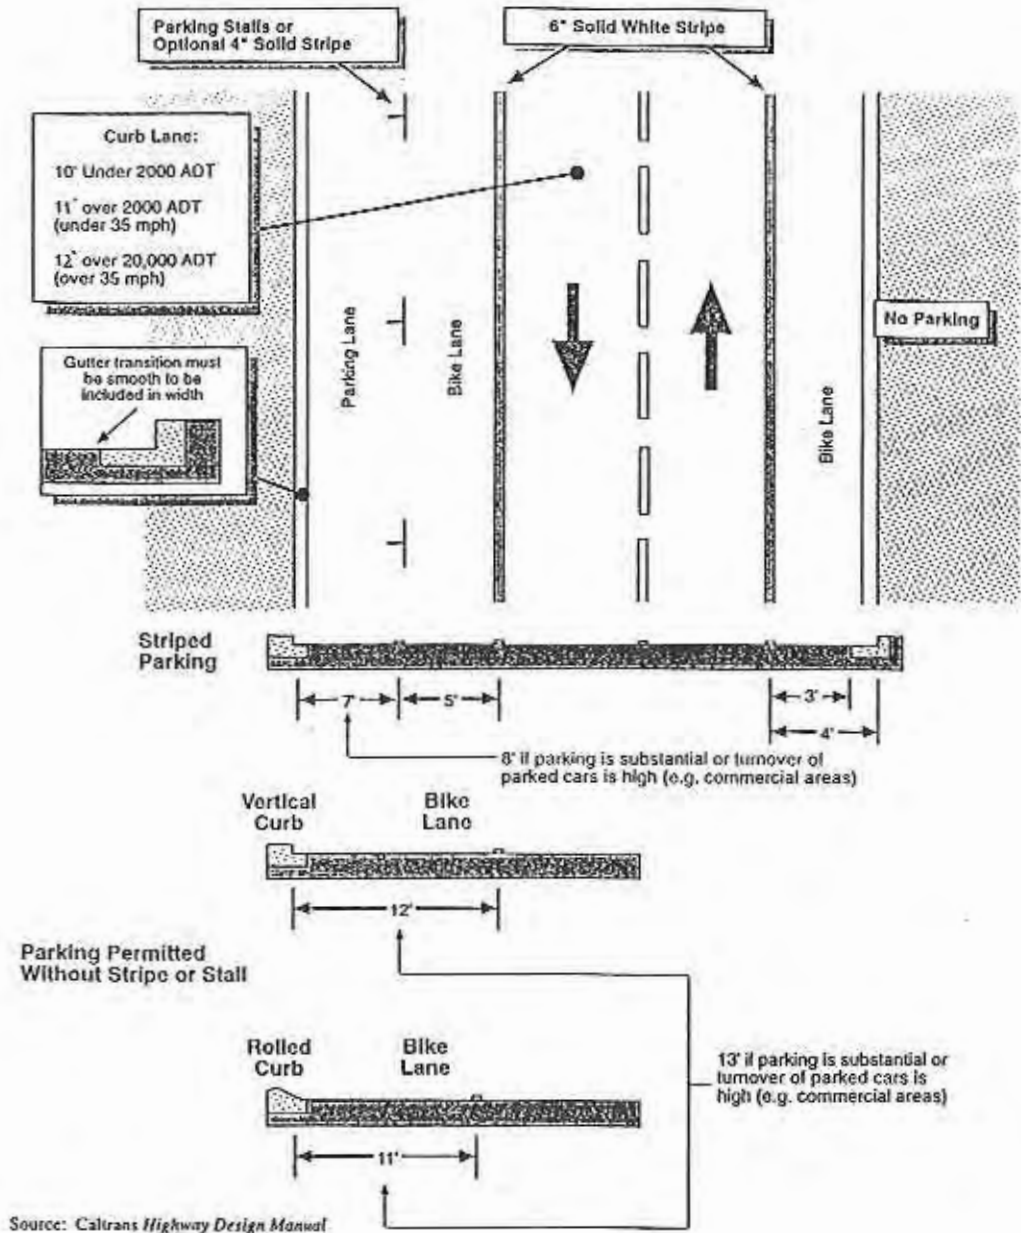 Parking Stalls or
Optional 4" Solid Stripe
6" Solid White Stripe
Curb Lane:
10' Under 2000 ADT
11' over 2000 ADT
(under 35 mph)
12' over 20,000 ADT
(over 35 mph)
No Parking
Gutter transition must
be smooth to be
included in width
Parking Lane
Bike Lane
Bike Lane
Striped
Parking
7'
5'
3'
4'
8' if parking is substantial or turnover of
parked cars is high (e.g. commercial areas)
Vertical
Curb
Bike
Lane
12'
Parking Permitted
Without Stripe or Stall
Rolled
Curb
Bike
Lane
11'
13' if parking is substantial or
turnover of parked cars is
high (e.g. commercial areas)
Source: Caltrans Highway Design Manual